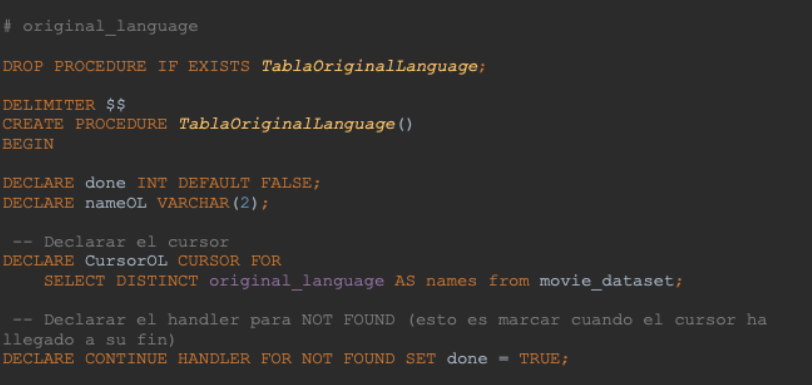 # original_language
DROP PROCEDURE IF EXISTS TablaOriginalLanguage;
DELIMITER $$
CREATE PROCEDURE TablaOriginalLanguage()
BEGIN
DECLARE done INT DEFAULT FALSE;
DECLARE nameOL VARCHAR(2);
-- Declarar el cursor
DECLARE CursorOL CURSOR FOR
SELECT DISTINCT original_language AS names from movie_dataset;
-- Declarar el handler para NOT FOUND (esto es marcar cuando el cursor ha
llegado a su fin)
DECLARE CONTINUE HANDLER FOR NOT FOUND SET done = TRUE;